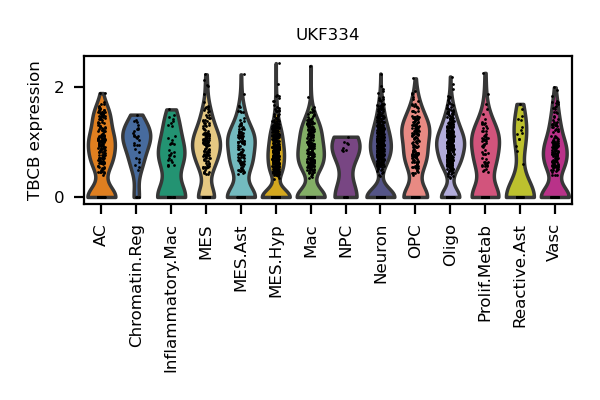 UKF334
TBCB expression
2
0
AC
Chromatin.Reg
Inflammatory.Mac
MES
MES.Ast
MES.Hyp
Mac
NPC
Neuron
OPC
Oligo
Prolif.Metab
Reactive.Ast
Vasc